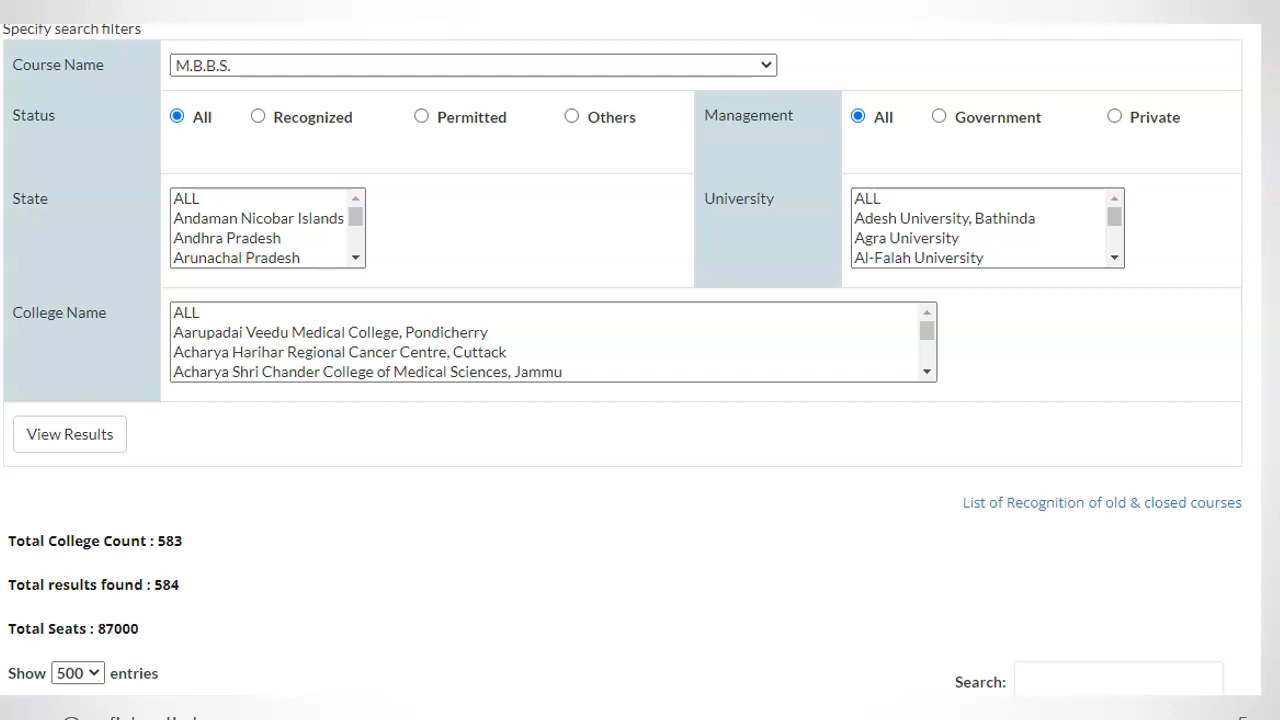 Specify search filters
Course Name
M.B.B.S.
Status
All Recognized Permitted Others
Management
All Government Private
State
ALL
Andaman Nicobar Islands
Andhra Pradesh
Arunachal Pradesh
University
ALL
Adesh University, Bathinda
Agra University
Al-Falah University
College Name
ALL
Aarupadai Veedu Medical College, Pondicherry
Acharya Harihar Regional Cancer Centre, Cuttack
Acharya Shri Chander College of Medical Sciences, Jammu
View Results
List of Recognition of old & closed courses
Total College Count : 583
Total results found : 584
Total Seats : 87000
Show 500 entries
Search: